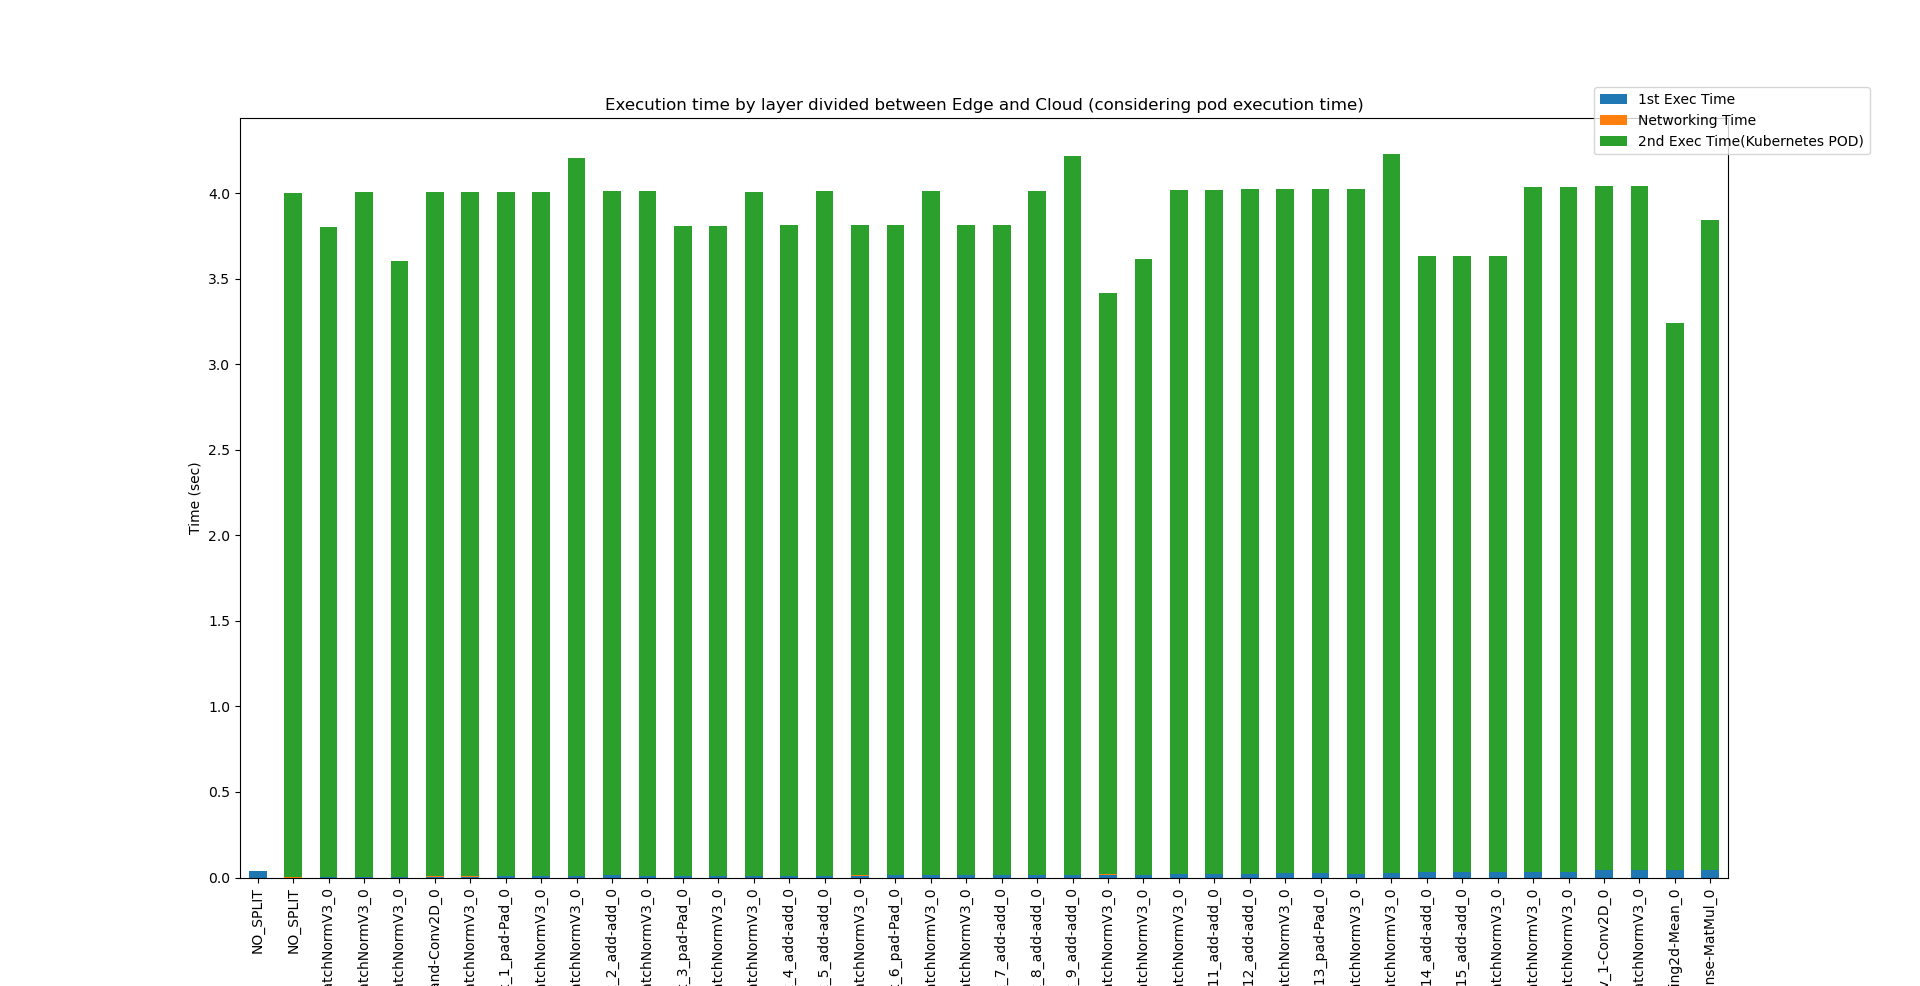 Execution time by layer divided between Edge and Cloud (considering pod execution time)
1st Exec Time
Networking Time
2nd Exec Time(Kubernetes POD)
Time (sec)
4.0
3.5
3.0
2.5
2.0
1.5
1.0
0.5
0.0
NO_SPLIT
NO_SPLIT
atchNormV3_0
atchNormV3_0
atchNormV3_0
and-Conv2D_0
atchNormV3_0
_1_pad-Pad_0
atchNormV3_0
atchNormV3_0
_2_add-add_0
atchNormV3_0
_3_pad-Pad_0
atchNormV3_0
atchNormV3_0
_4_add-add_0
_5_add-add_0
atchNormV3_0
_6_pad-Pad_0
atchNormV3_0
atchNormV3_0
_7_add-add_0
_8_add-add_0
_9_add-add_0
atchNormV3_0
atchNormV3_0
atchNormV3_0
11_add-add_0
12_add-add_0
atchNormV3_0
13_pad-Pad_0
atchNormV3_0
atchNormV3_0
14_add-add_0
15_add-add_0
atchNormV3_0
atchNormV3_0
atchNormV3_0
v_1-Conv2D_0
atchNormV3_0
ing2d-Mean_0
nse-MatMul_0